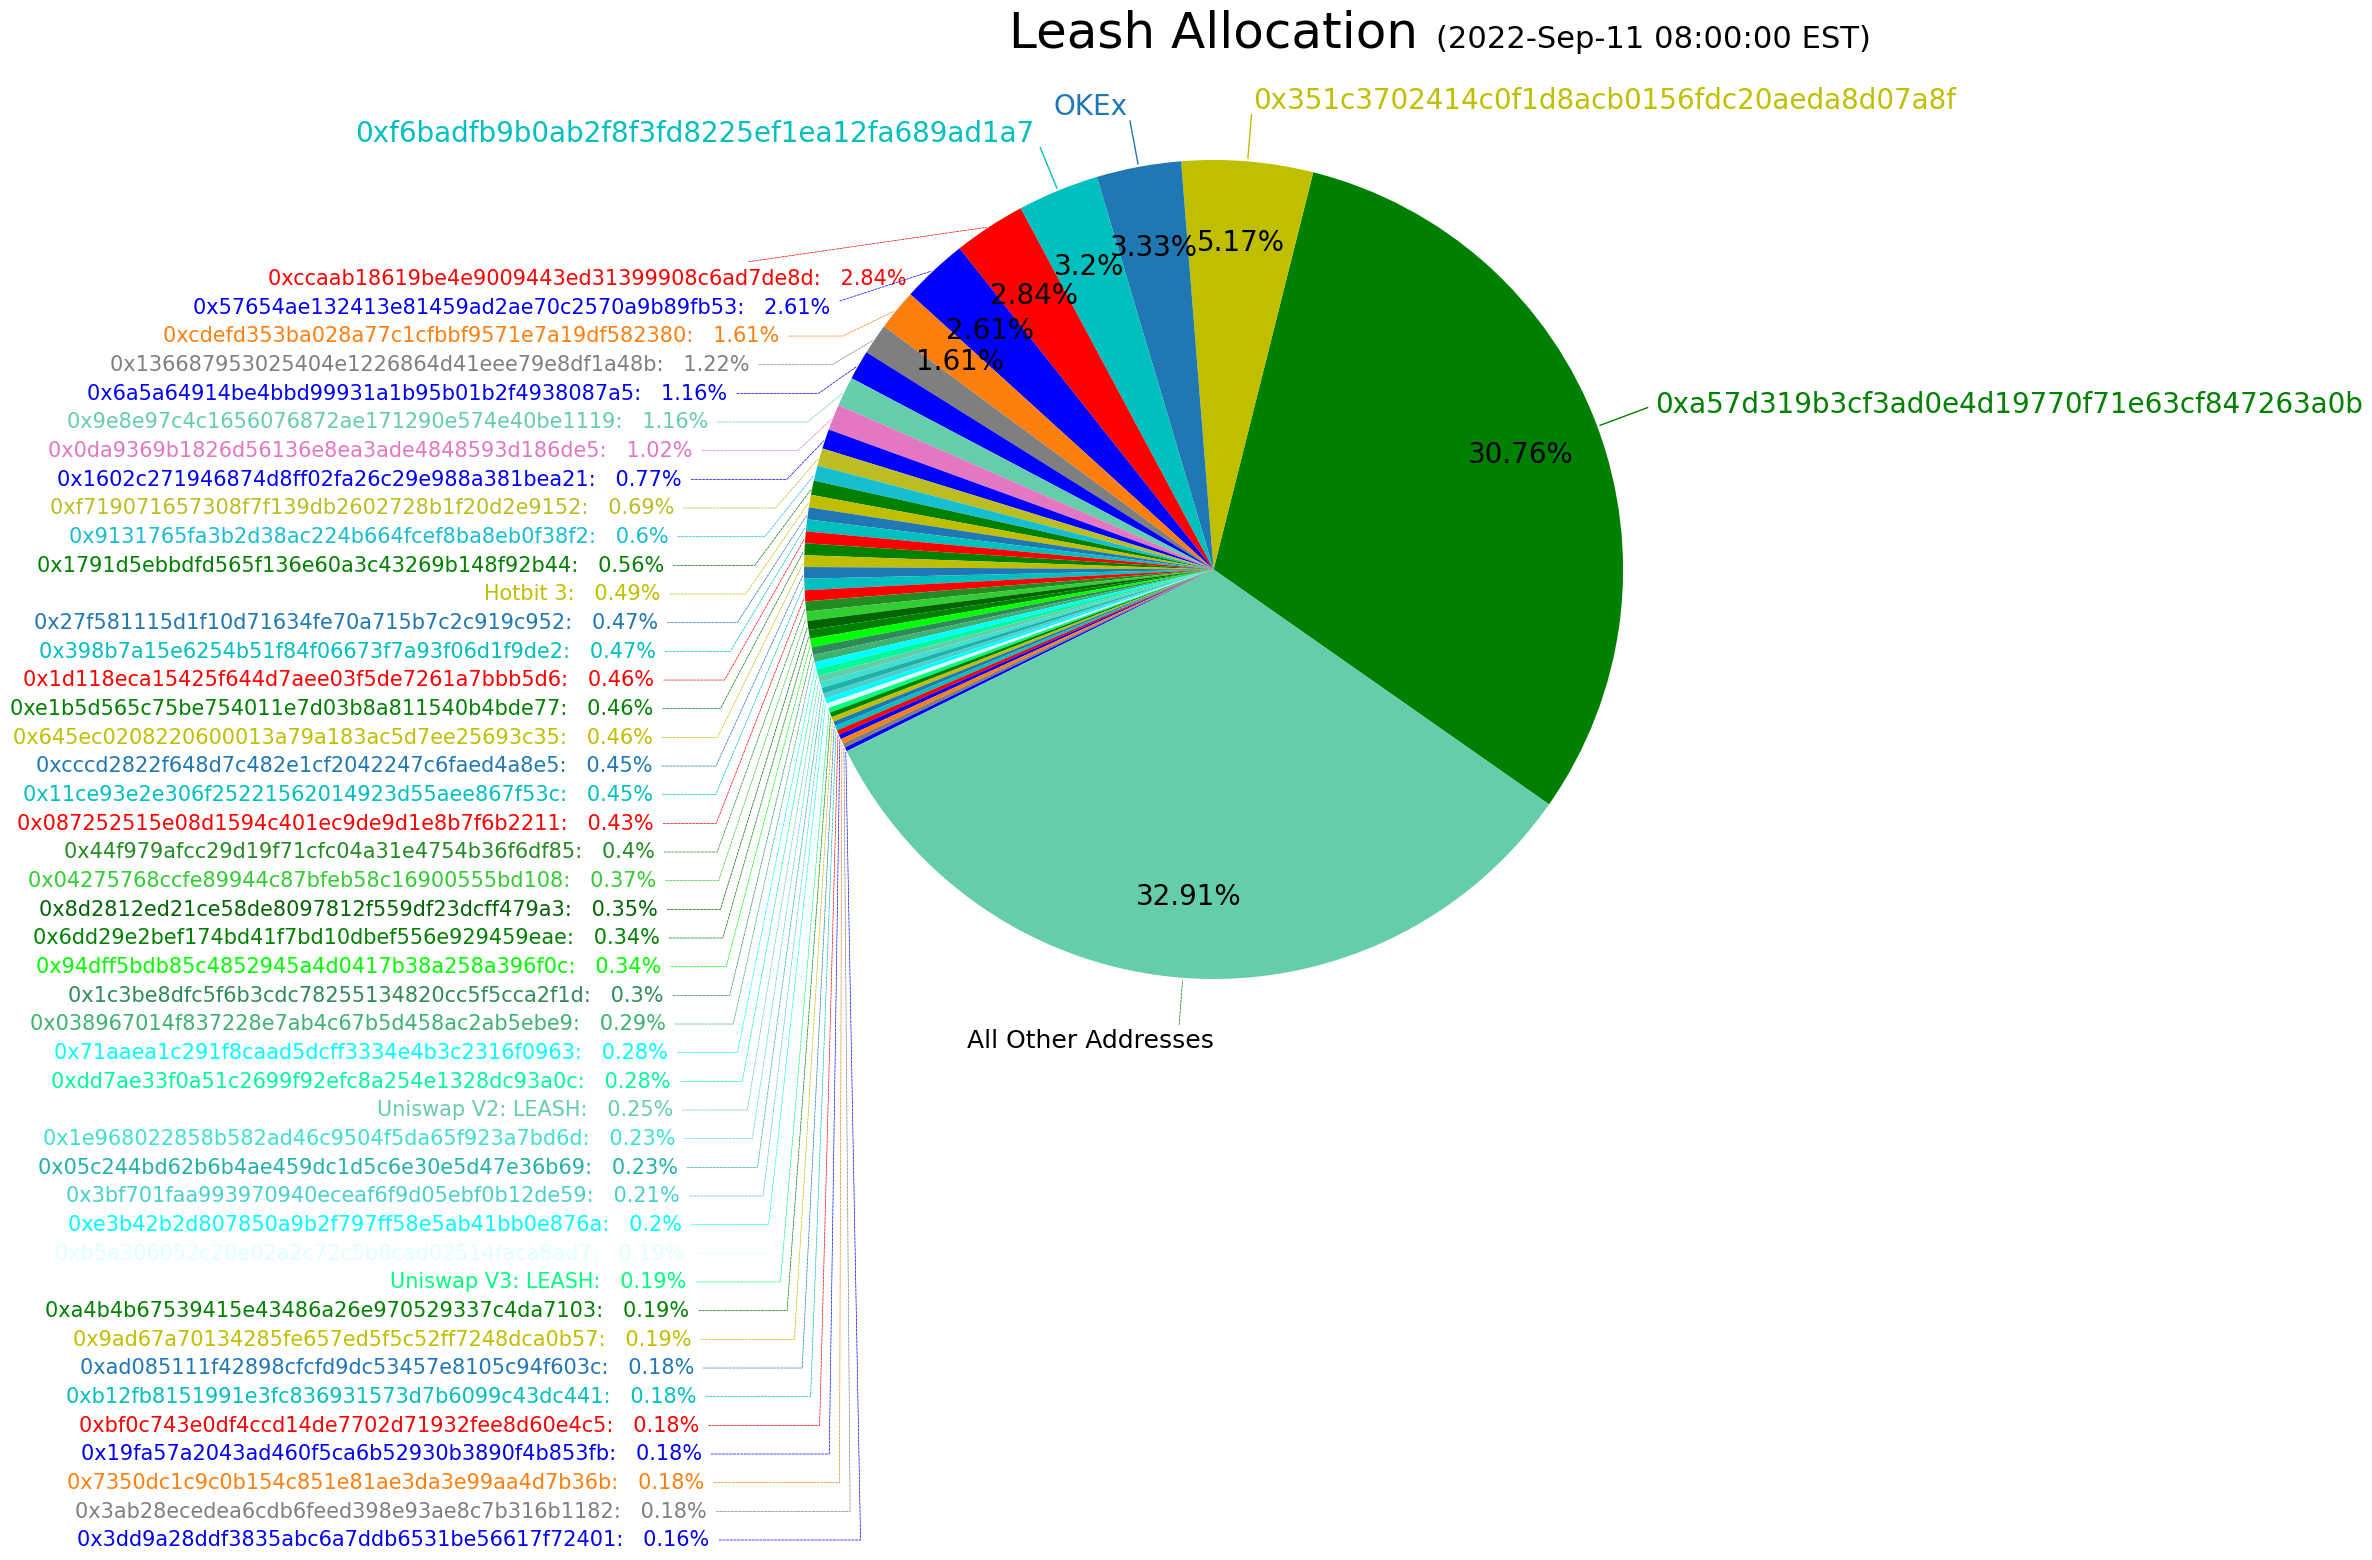 Leash Allocation (2022-Sep-11 08:00:00 EST)
0x351c3702414c0f1d8acb0156fdc20aeda8d07a8f
OKEx
0xf6badfb9b0ab2f8f3fd8225ef1ea12fa689ad1a7
5.17%
3.33%
3.2%
2.84%
2.61%
1.61%
0xa57d319b3cf3ad0e4d19770f71e63cf847263a0b
30.76%
0xccaab18619be4e9009443ed31399908c6ad7de8d: 2.84%
0x57654ae132413e81459ad2ae70c2570a9b89fb53: 2.61%
0xcdefd353ba028a77c1cfbbf9571e7a19df582380: 1.61%
0x136687953025404e1226864d41eee79e8df1a48b: 1.22%
0x6a5a64914be4bbd99931a1b95b01b2f4938087a5: 1.16%
0x9e8e97c4c1656076872ae171290e574e40be1119: 1.16%
0x0da9369b1826d56136e8ea3ade4848593d186de5: 1.02%
0x1602c271946874d8ff02fa26c29e988a381bea21: 0.77%
0xf719071657308f7f139db2602728b1f20d2e9152: 0.69%
0x9131765fa3b2d38ac224b664fcef8ba8eb0f38f2: 0.6%
0x1791d5ebbdfd565f136e60a3c43269b148f92b44: 0.56%
Hotbit 3: 0.49%
0x27f581115d1f10d71634fe70a715b7c2c919c952: 0.47%
0x398b7a15e6254b51f84f06673f7a93f06d1f9de2: 0.47%
0x1d118eca15425f644d7aee03f5de7261a7bbb5d6: 0.46%
0xe1b5d565c75be754011e7d03b8a811540b4bde77: 0.46%
0x645ec0208220600013a79a183ac5d7ee25693c35: 0.46%
0xcccd2822f648d7c482e1cf2042247c6faed4a8e5: 0.45%
0x11ce93e2e306f25221562014923d55aee867f53c: 0.45%
0x087252515e08d1594c401ec9de9d1e8b7f6b2211: 0.43%
0x44f979afcc29d19f71cfc04a31e4754b36f6df85: 0.4%
0x04275768ccfe89944c87bfeb58c16900555bd108: 0.37%
0x8d2812ed21ce58de8097812f559df23dcff479a3: 0.35%
0x6dd29e2bef174bd41f7bd10dbef556e929459eae: 0.34%
0x94dff5bdb85c4852945a4d0417b38a258a396f0c: 0.34%
0x1c3be8dfc5f6b3cdc78255134820cc5f5cca2f1d: 0.3%
0x038967014f837228e7ab4c67b5d458ac2ab5ebe9: 0.29%
0x71aaea1c291f8caad5dcff3334e4b3c2316f0963: 0.28%
0xdd7ae33f0a51c2699f92efc8a254e1328dc93a0c: 0.28%
Uniswap V2: LEASH: 0.25%
0x1e968022858b582ad46c9504f5da65f923a7bd6d: 0.23%
0x05c244bd62b6b4ae459dc1d5c6e30e5d47e36b69: 0.23%
0x3bf701faa993970940eceaf6f9d05ebf0b12de59: 0.21%
0xe3b42b2d807850a9b2f797ff58e5ab41bb0e876a: 0.2%
0xb5a306052c20e02a2c72c5b8cad02514faca8ad7: 0.19%
Uniswap V3: LEASH: 0.19%
0xa4b4b67539415e43486a26e970529337c4da7103: 0.19%
0x9ad67a70134285fe657ed5f5c52ff7248dca0b57: 0.19%
0xad085111f42898cfcfd9dc53457e8105c94f603c: 0.18%
0xb12fb8151991e3fc836931573d7b6099c43dc441: 0.18%
0xbf0c743e0df4ccd14de7702d71932fee8d60e4c5: 0.18%
0x19fa57a2043ad460f5ca6b52930b3890f4b853fb: 0.18%
0x7350dc1c9c0b154c851e81ae3da3e99aa4d7b36b: 0.18%
0x3ab28ecedea6cdb6feed398e93ae8c7b316b1182: 0.18%
0x3dd9a28ddf3835abc6a7ddb6531be56617f72401: 0.16%
32.91%
All Other Addresses